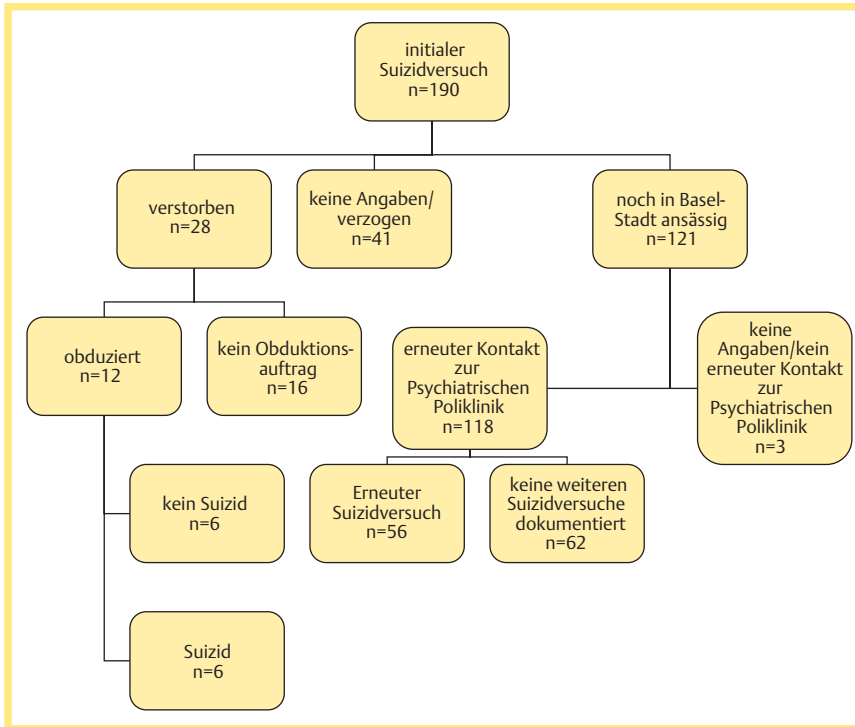 initialer
Suizidversuch
n=190
verstorben
n=28
keine Angaben/
verzogen
n=41
noch in Basel-
Stadt ansässig
n=121
obduziert
n=12
kein Obduktions-
auftrag
n=16
erneuter Kontakt
zur
Psychiatrischen
Poliklinik
n=118
keine
Angaben/kein
erneuter Kontakt
zur
Psychiatrischen
Poliklinik
n=3
kein Suizid
n=6
Erneuter
Suizidversuch
n=56
keine weiteren
Suizidversuche
dokumentiert
n=62
Suizid
n=6